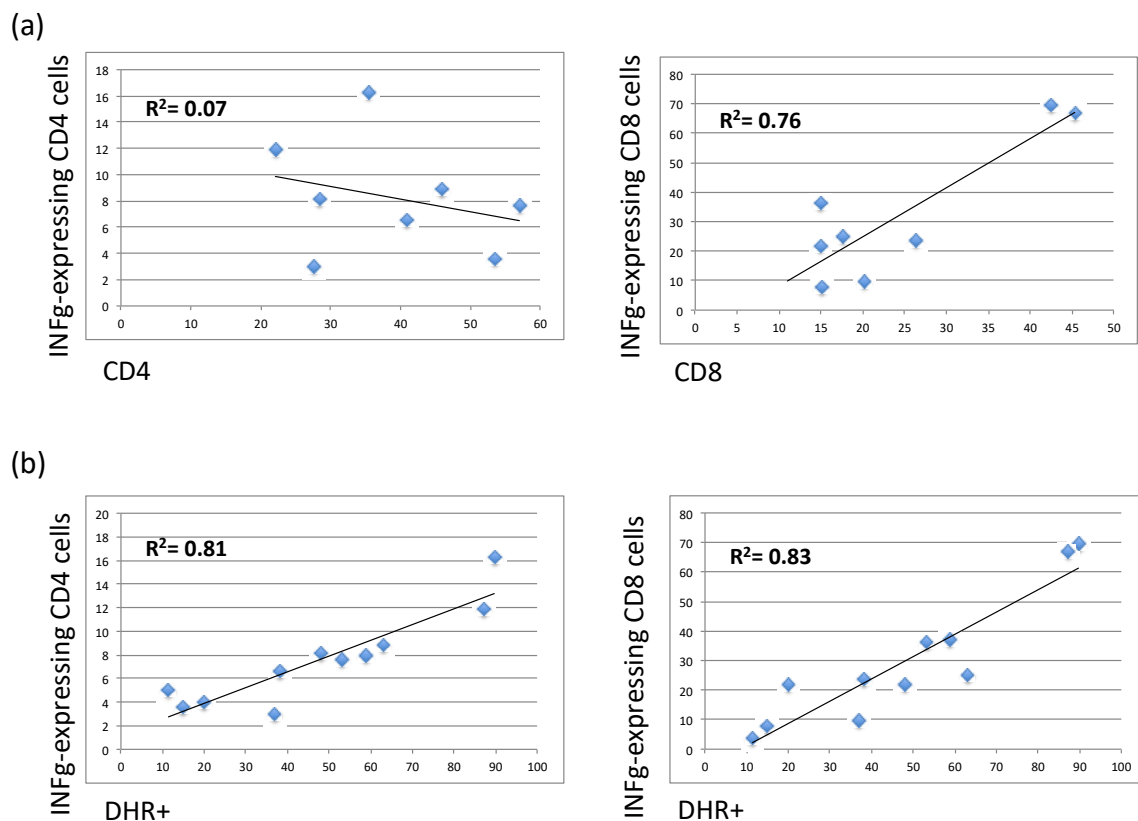 (a)
INFg-expressing CD4 cells
18
16
14
12
10
8
6
4
2
0
R²= 0.07
0 10 20 30 40 50 60
CD4
INFg-expressing CD8 cells
80
70
60
50
40
30
20
10
0
R²= 0.76
0 5 10 15 20 25 30 35 40 45 50
CD8
(b)
INFg-expressing CD4 cells
20
18
16
14
12
10
8
6
4
2
0
R²= 0.81
0 10 20 30 40 50 60 70 80 90 100
DHR+
INFg-expressing CD8 cells
80
70
60
50
40
30
20
10
0
R²= 0.83
0 10 20 30 40 50 60 70 80 90 100
DHR+